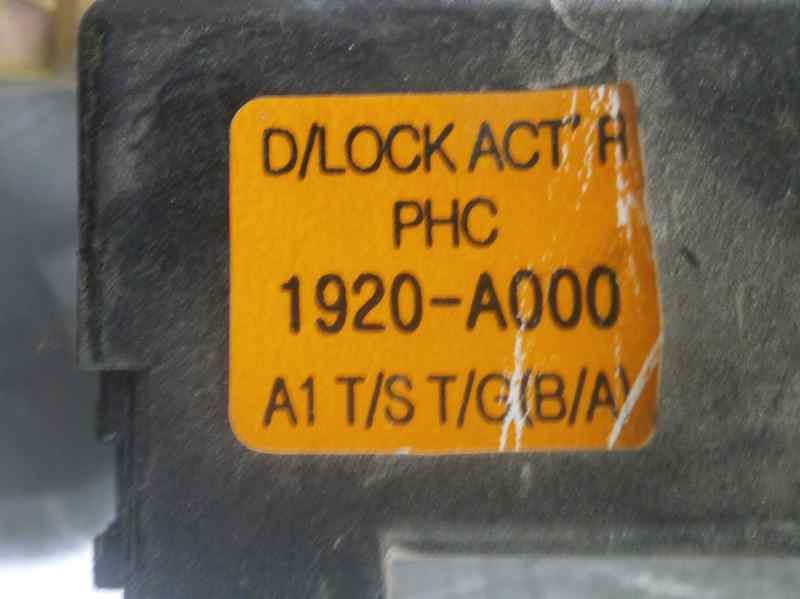 D/LOCK ACT'R
PHC
1920-A000
A1 T/S T/G(B/A)